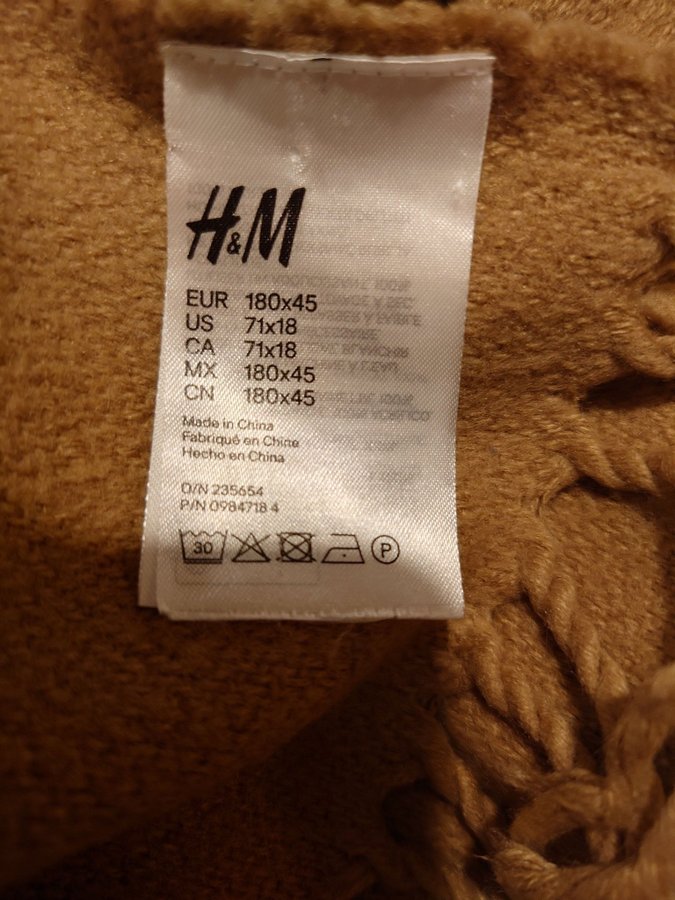 H&M
EUR 180x45
US 71x18
CA 71x18
MX 180x45
CN 180x45
Made in China
Fabriqué en Chine
Hecho en China
O/N 235654
P/N 0984718 4
30 P